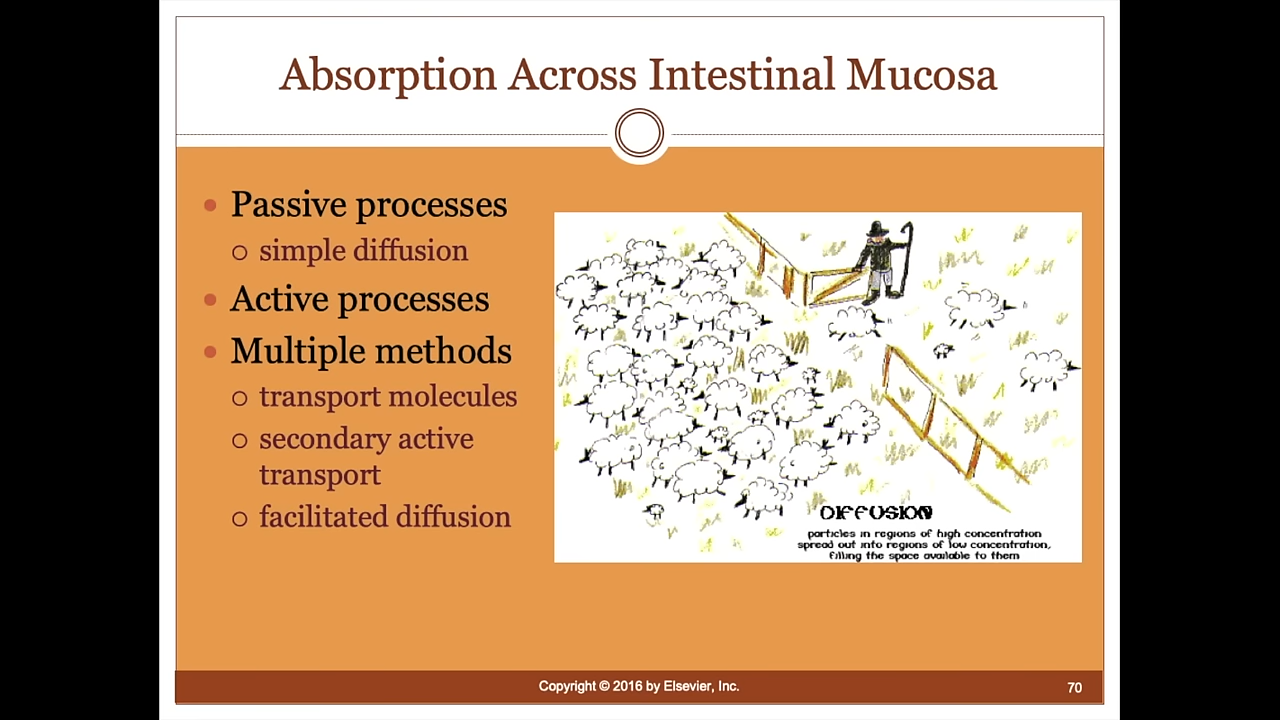 Absorption Across Intestinal Mucosa
Passive processes
simple diffusion
Active processes
Multiple methods
transport molecules
secondary active
transport
facilitated diffusion
DIFFUSION
particles in regions of high concentration
spread out into regions of low concentration,
filling the space available to them
Copyright © 2016 by Elsevier, Inc.
70